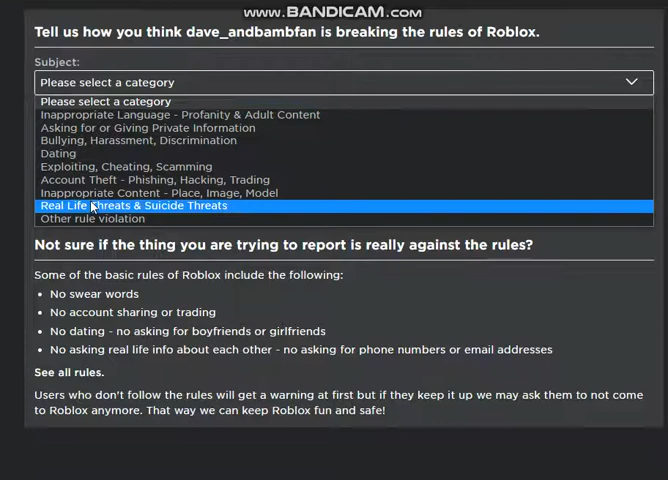 www.BANDICAM.com
Tell us how you think dave_andbambfan is breaking the rules of Roblox.
Subject:
Please select a category
Please select a category
Inappropriate Language - Profanity & Adult Content
Asking for or Giving Private Information
Bullying, Harassment, Discrimination
Dating
Exploiting, Cheating, Scamming
Account Theft - Phishing, Hacking, Trading
Inappropriate Content - Place, Image, Model
Real Life Threats & Suicide Threats
Other rule violation
Not sure if the thing you are trying to report is really against the rules?
Some of the basic rules of Roblox include the following:
• No swear words
• No account sharing or trading
• No dating - no asking for boyfriends or girlfriends
• No asking real life info about each other - no asking for phone numbers or email addresses
See all rules.
Users who don't follow the rules will get a warning at first but if they keep it up we may ask them to not come
to Roblox anymore. That way we can keep Roblox fun and safe!